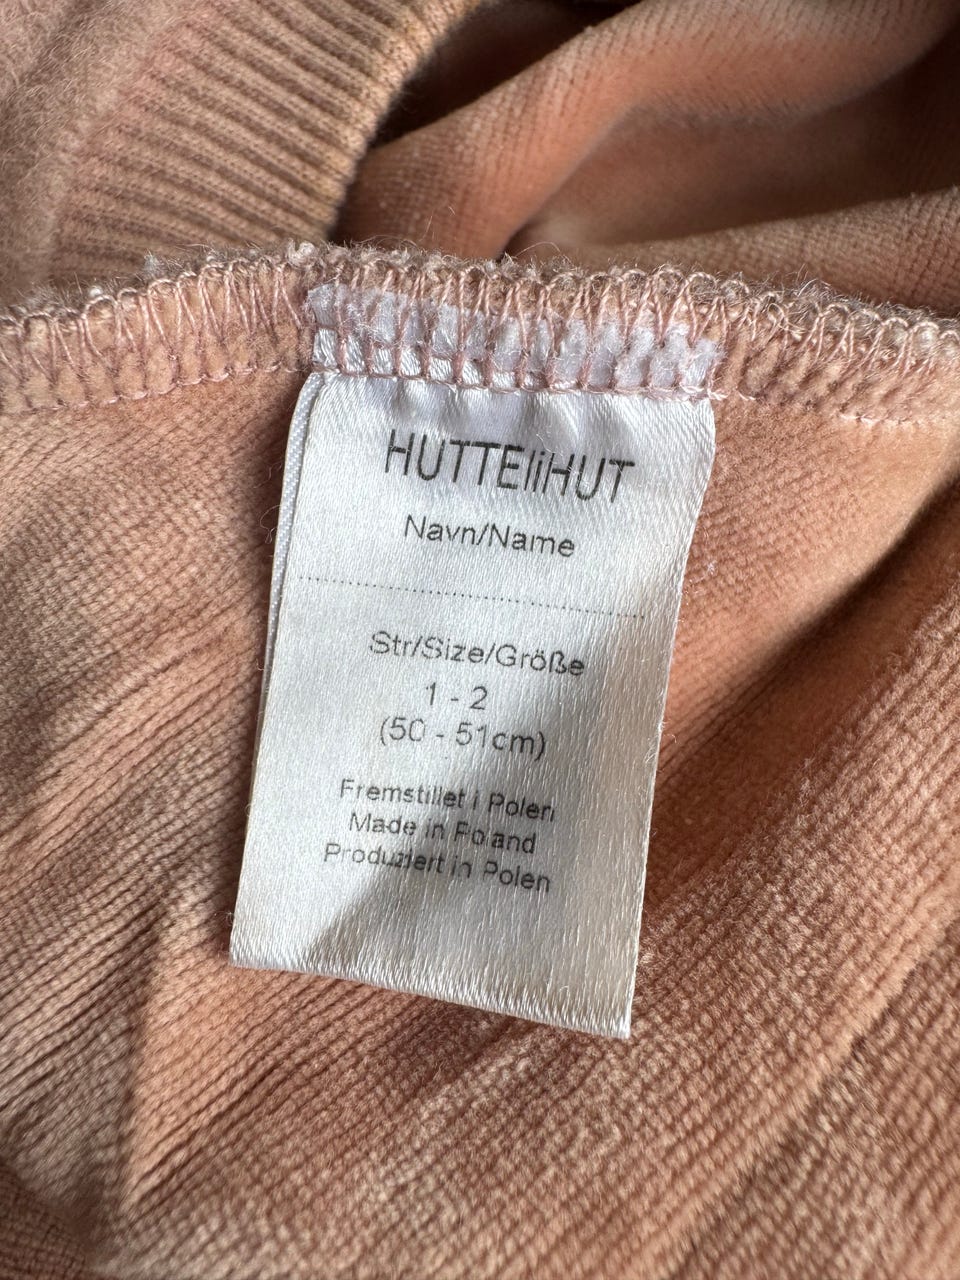 HUTTEliHUT
Navn/Name
Str/Size/Größe
1 - 2
(50 - 51cm)
Fremstillet i Polen
Made in Poland
Produziert in Polen